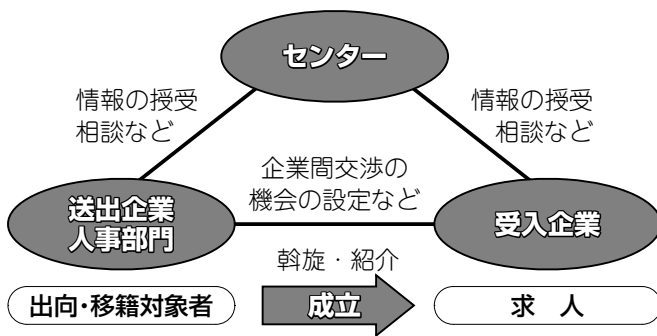 センター
情報の授受
相談など
情報の授受
相談など
企業間交渉の
機会の設定など
送出企業
人事部門
受入企業
斡旋・紹介
出向・移籍対象者
成立
求　人